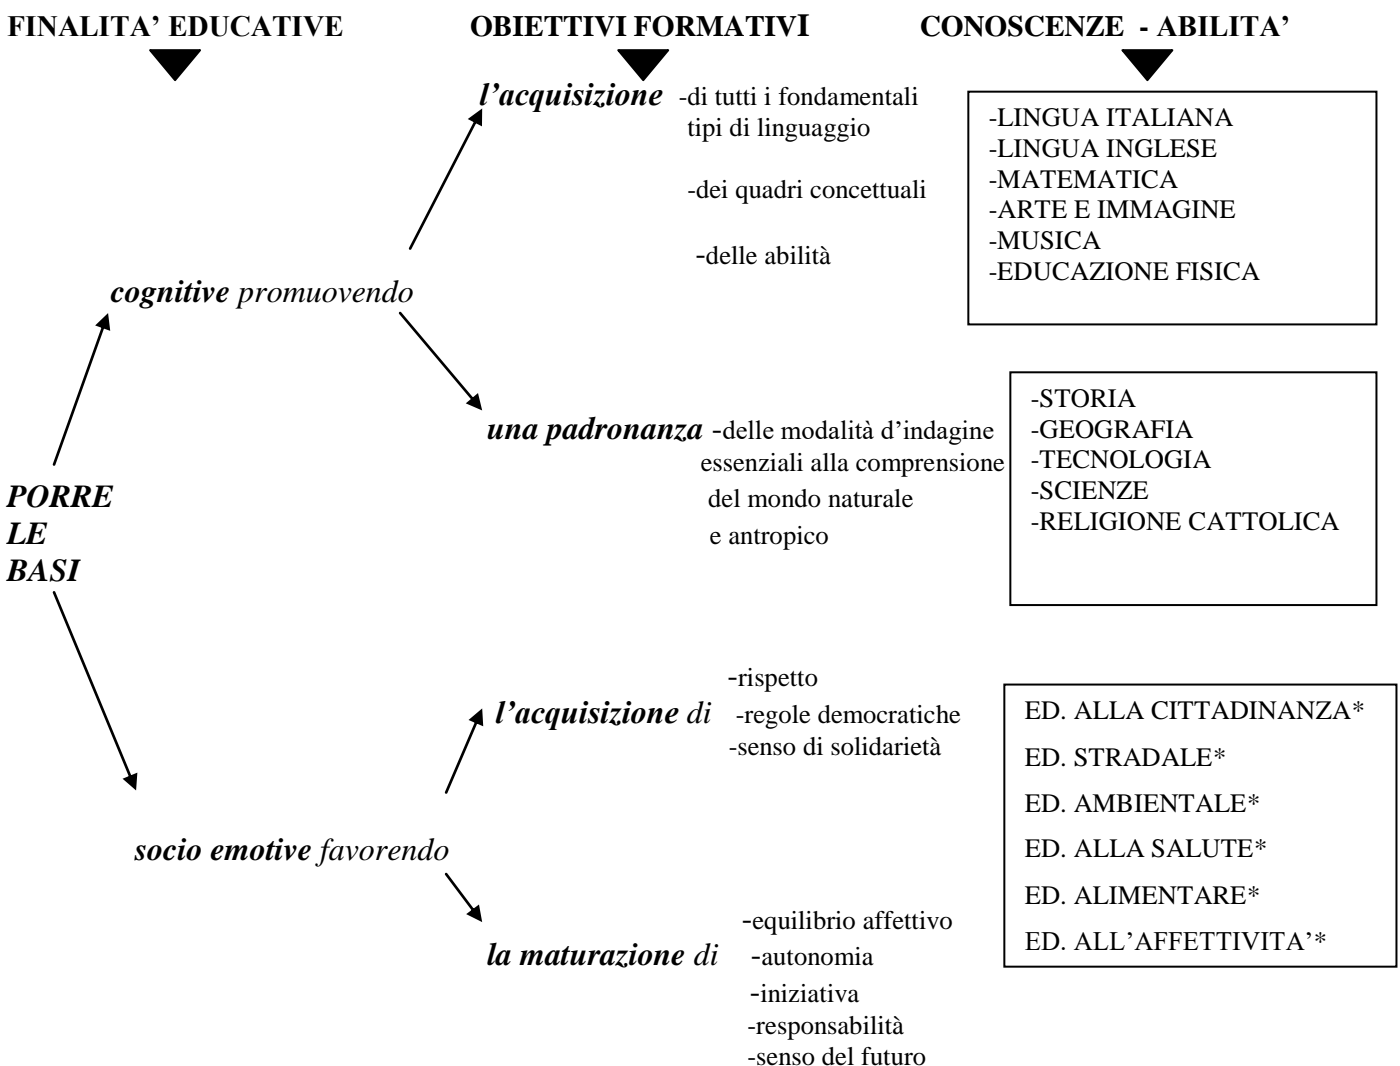 FINALITA’ EDUCATIVE
OBIETTIVI FORMATIVI
CONOSCENZE - ABILITA’
l’acquisizione -di tutti i fondamentali
tipi di linguaggio
-dei quadri concettuali
-delle abilità
-LINGUA ITALIANA
-LINGUA INGLESE
-MATEMATICA
-ARTE E IMMAGINE
-MUSICA
-EDUCAZIONE FISICA
cognitive promuovendo
una padronanza -delle modalità d’indagine
essenziali alla comprensione
del mondo naturale
e antropico
-STORIA
-GEOGRAFIA
-TECNOLOGIA
-SCIENZE
-RELIGIONE CATTOLICA
PORRE
LE
BASI
-rispetto
l’acquisizione di -regole democratiche
-senso di solidarietà
ED. ALLA CITTADINANZA*
ED. STRADALE*
ED. AMBIENTALE*
ED. ALLA SALUTE*
ED. ALIMENTARE*
ED. ALL’AFFETTIVITA’*
socio emotive favorendo
-equilibrio affettivo
la maturazione di -autonomia
-iniziativa
-responsabilità
-senso del futuro